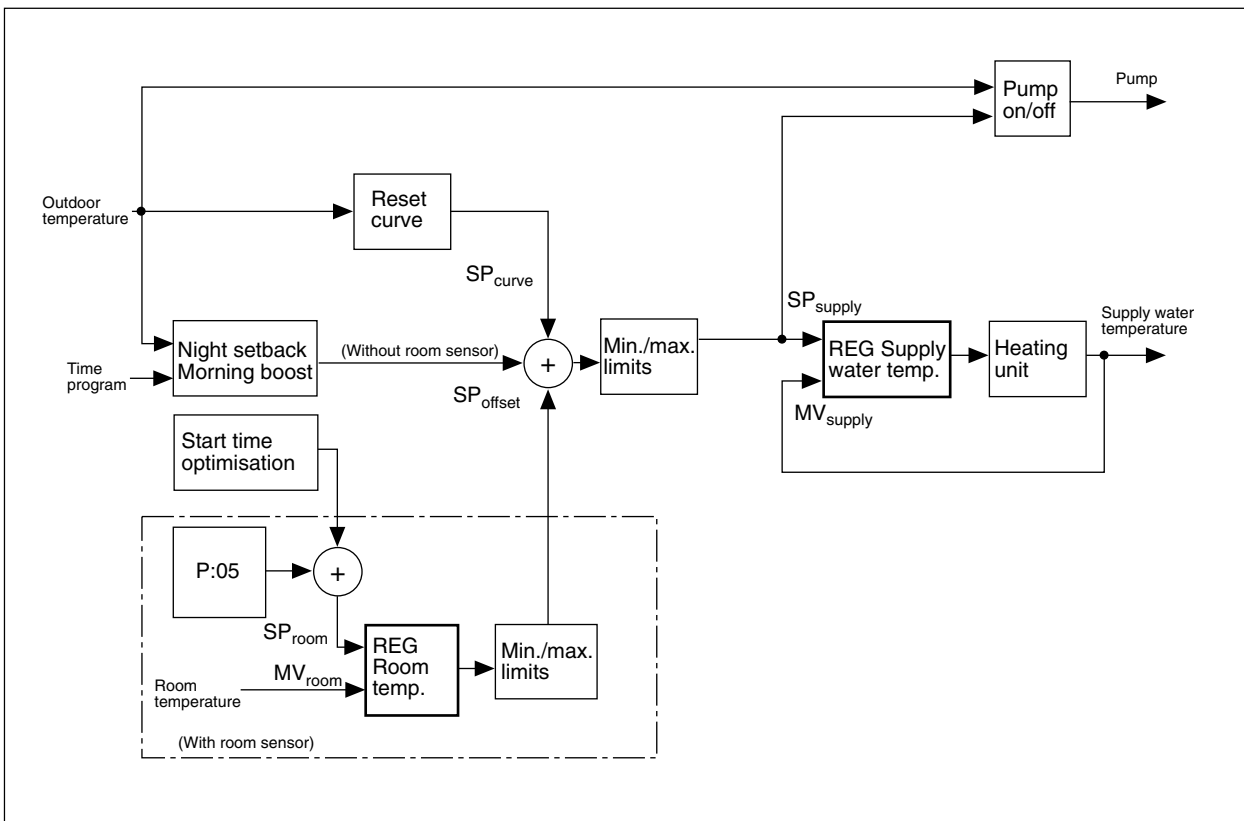 Pump
on/off
Pump
Outdoor
temperature
Reset
curve
SPcurve
SPsupply
Supply water
temperature
Time
program
Night setback
Morning boost
(Without room sensor)
+
SPoffset
Min./max.
limits
REG Supply
water temp.
MVsupply
Heating
unit
Start time
optimisation
P:05
+
SProom
MVroom
Room
temperature
REG
Room
temp.
Min./max.
limits
(With room sensor)